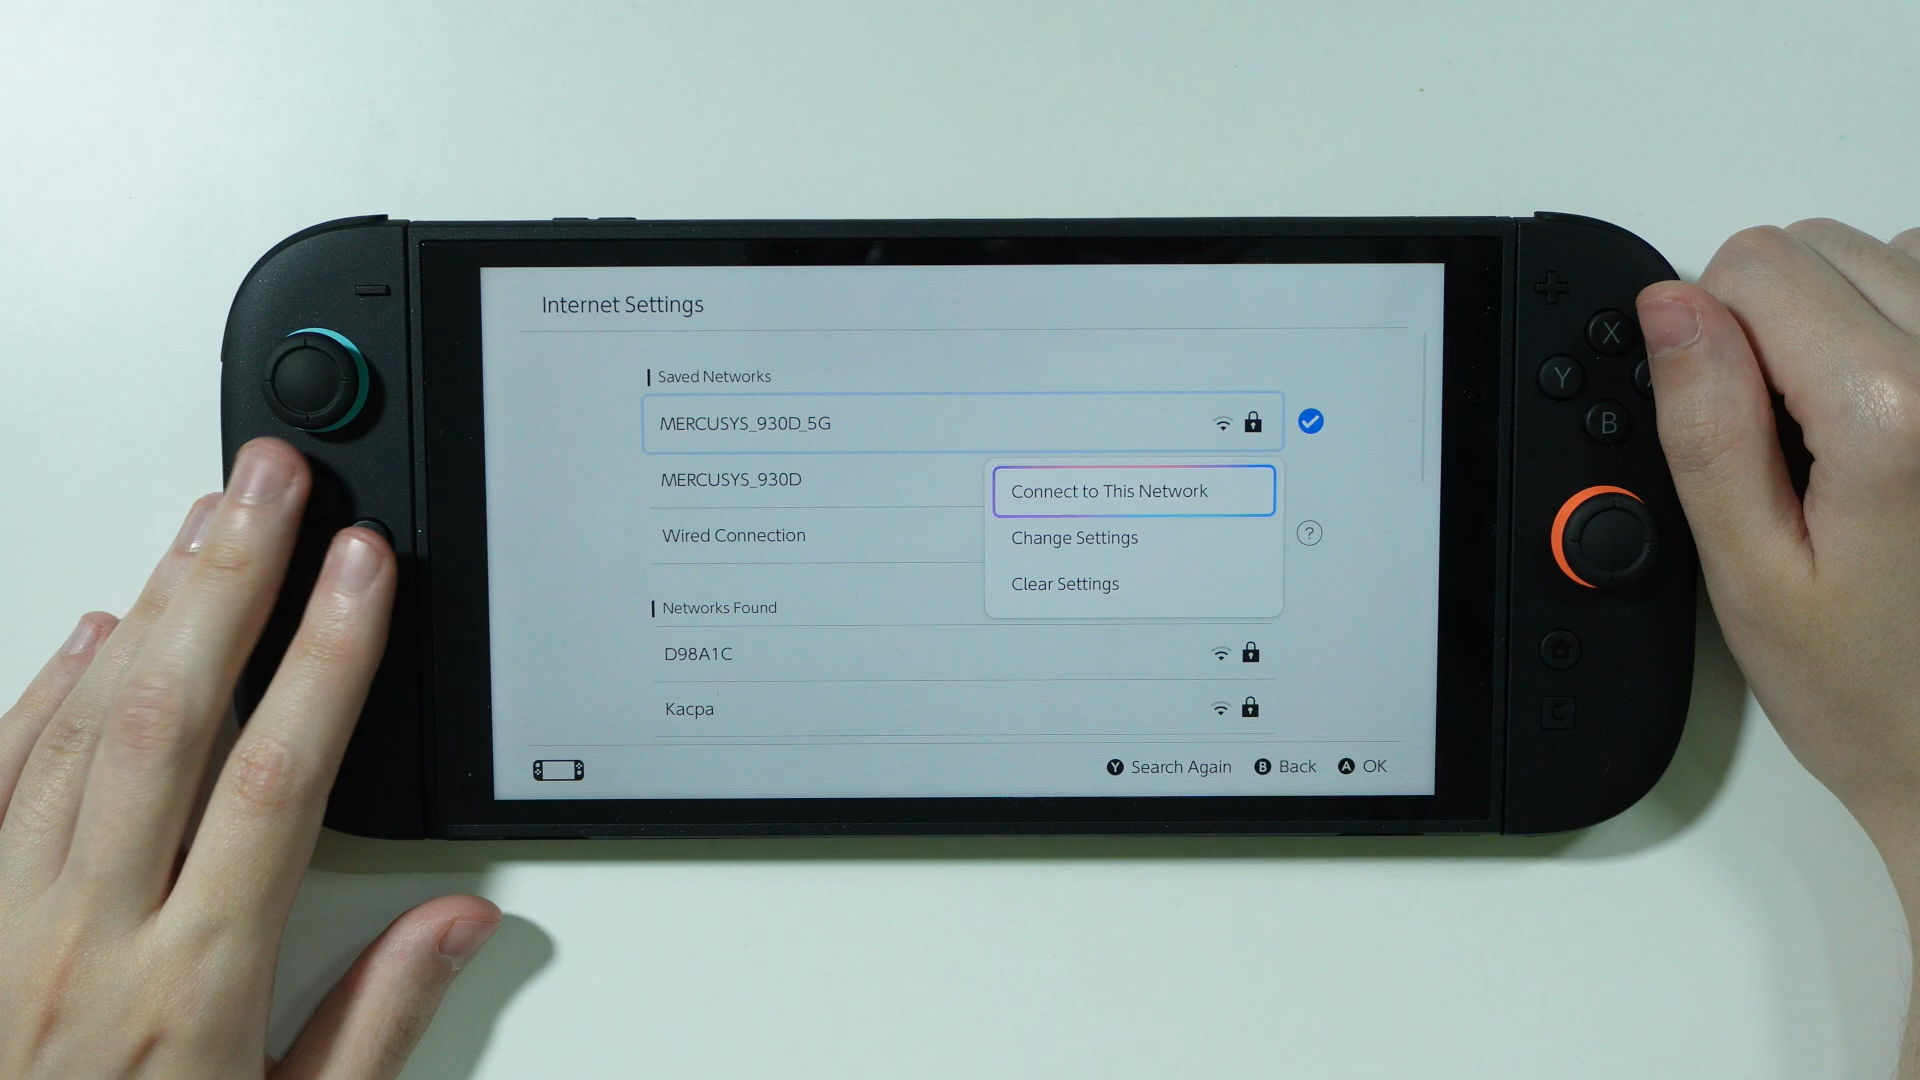 Internet Settings
Saved Networks
MERCUSYS_930D_5G
MERCUSYS_930D
Connect to This Network
Wired Connection
Change Settings
?
Clear Settings
Networks Found
D98A1C
Kacpa
Y Search Again B Back A OK
X
Y
B
C